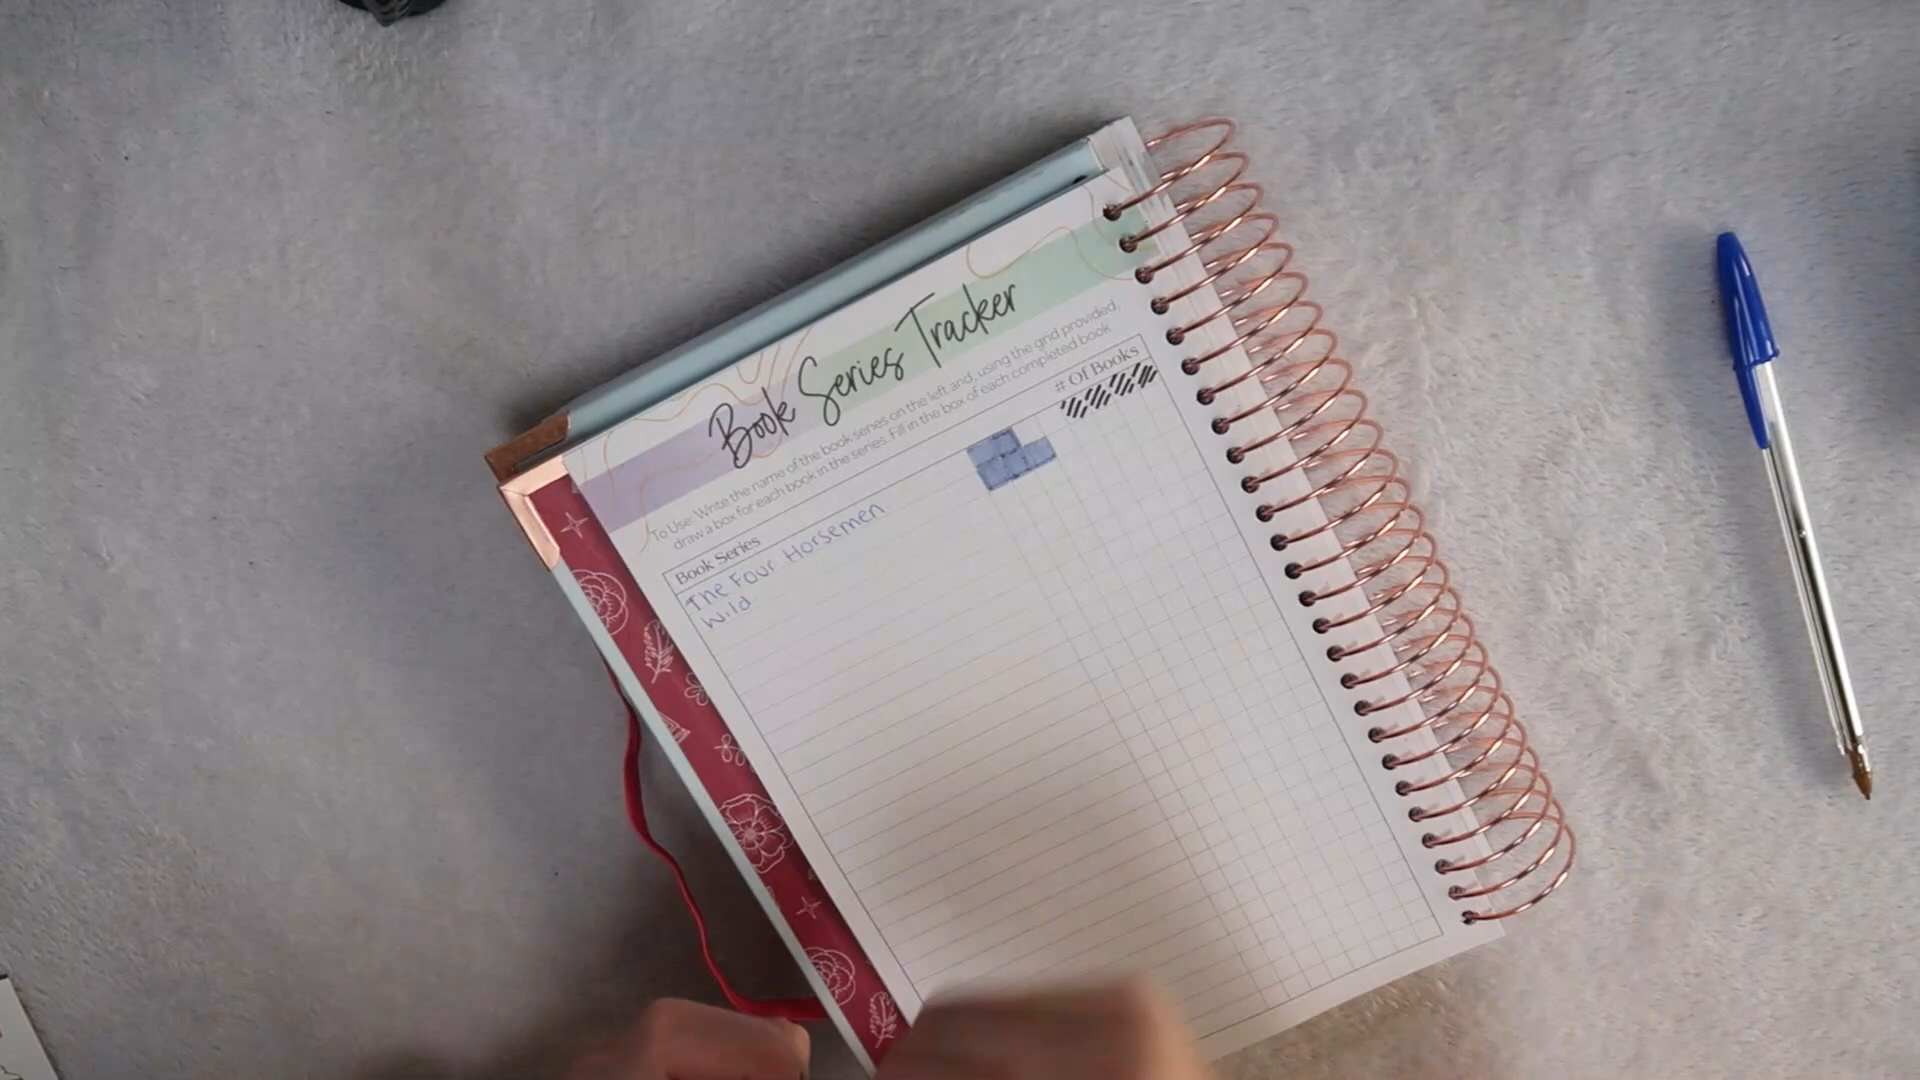 Book Series Tracker
To Use: Write the name of the book series on the left and, using the grid provided,
draw a box for each book in the series. Fill in the box of each completed book
Book Series
# Of Books
The Four Horsemen
Wild